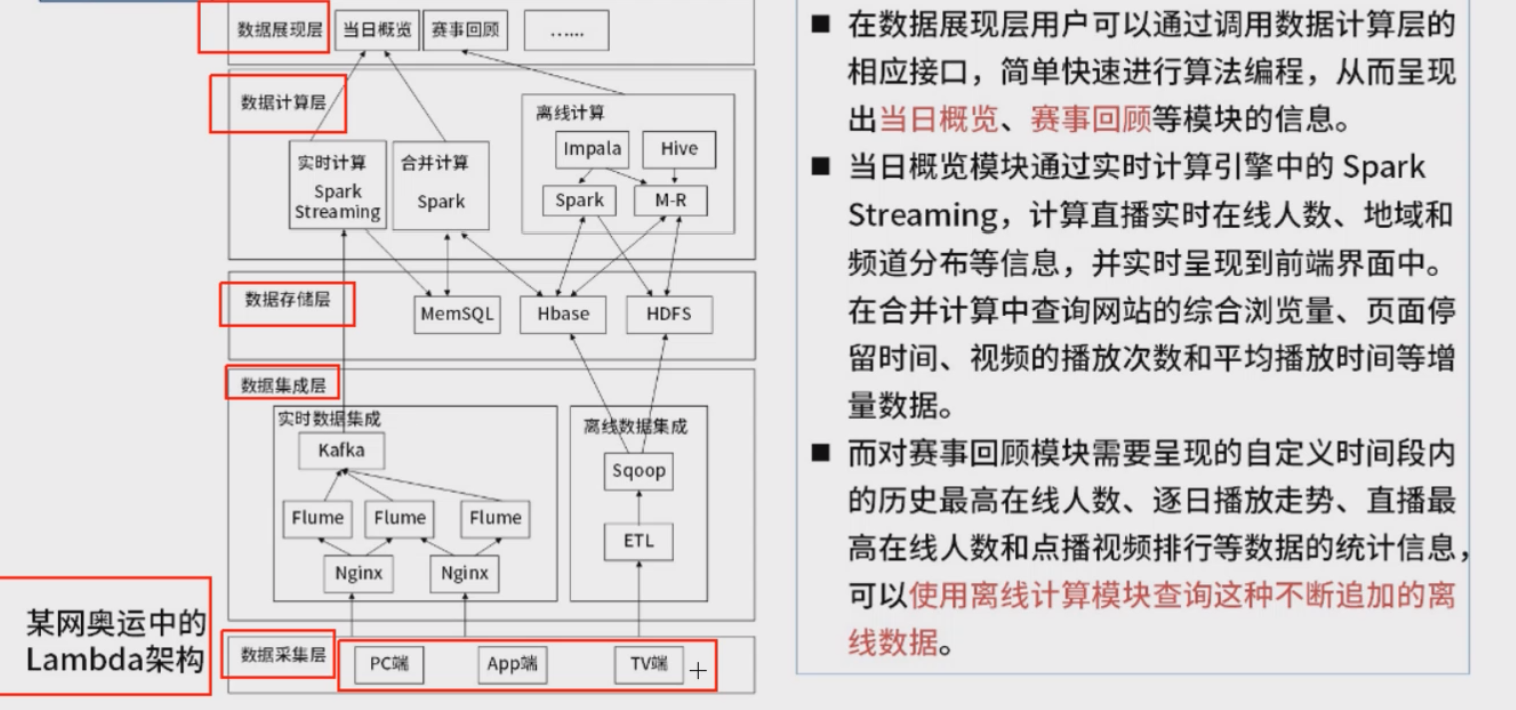 数据展现层 当日概览 赛事回顾 ......
数据计算层
离线计算
Impala Hive
Spark M-R
实时计算
Spark
Streaming
合并计算
Spark
数据存储层
MemSQL Hbase HDFS
数据集成层
实时数据集成
Kafka
Flume Flume Flume
Nginx Nginx
离线数据集成
Sqoop
ETL
数据采集层
PC端 App端 TV端
某网奥运中的
Lambda架构
■ 在数据展现层用户可以通过调用数据计算层的
相应接口，简单快速进行算法编程，从而呈现
出当日概览、赛事回顾等模块的信息。
■ 当日概览模块通过实时计算引擎中的 Spark
Streaming，计算直播实时在线人数、地域和
频道分布等信息，并实时呈现到前端界面中。
在合并计算中查询网站的综合浏览量、页面停
留时间、视频的播放次数和平均播放时间等增
量数据。
■ 而对赛事回顾模块需要呈现的自定义时间段内
的历史最高在线人数、逐日播放走势、直播最
高在线人数和点播视频排行等数据的统计信息，
可以使用离线计算模块查询这种不断追加的离
线数据。